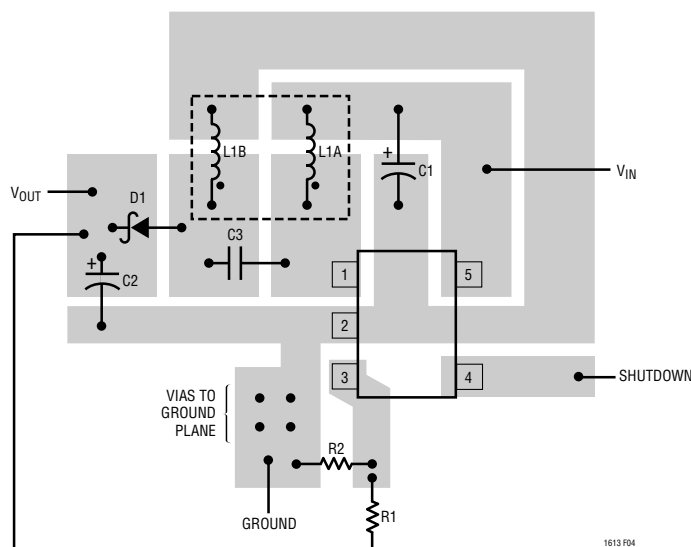 L1B
L1A
+
C1
VIN
VOUT
D1
C3
+
C2
1
5
2
3
4
SHUTDOWN
VIAS TO
GROUND
PLANE
R2
GROUND
R1
1613 F04